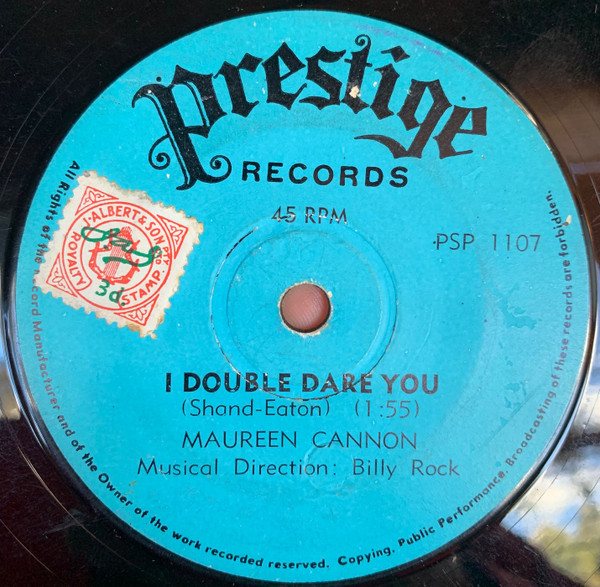 Prestige
RECORDS
45 RPM
PSP 1107
J. ALBERT & SON PTY
LTD
ROYALTY
STAMP
3d.
I DOUBLE DARE YOU
(Shand-Eaton) (1:55)
MAUREEN CANNON
Musical Direction: Billy Rock
All Rights of the Record Manufacturer and of the Owner of the work recorded reserved. Copying, Public Performance, Broadcasting of these records are forbidden.